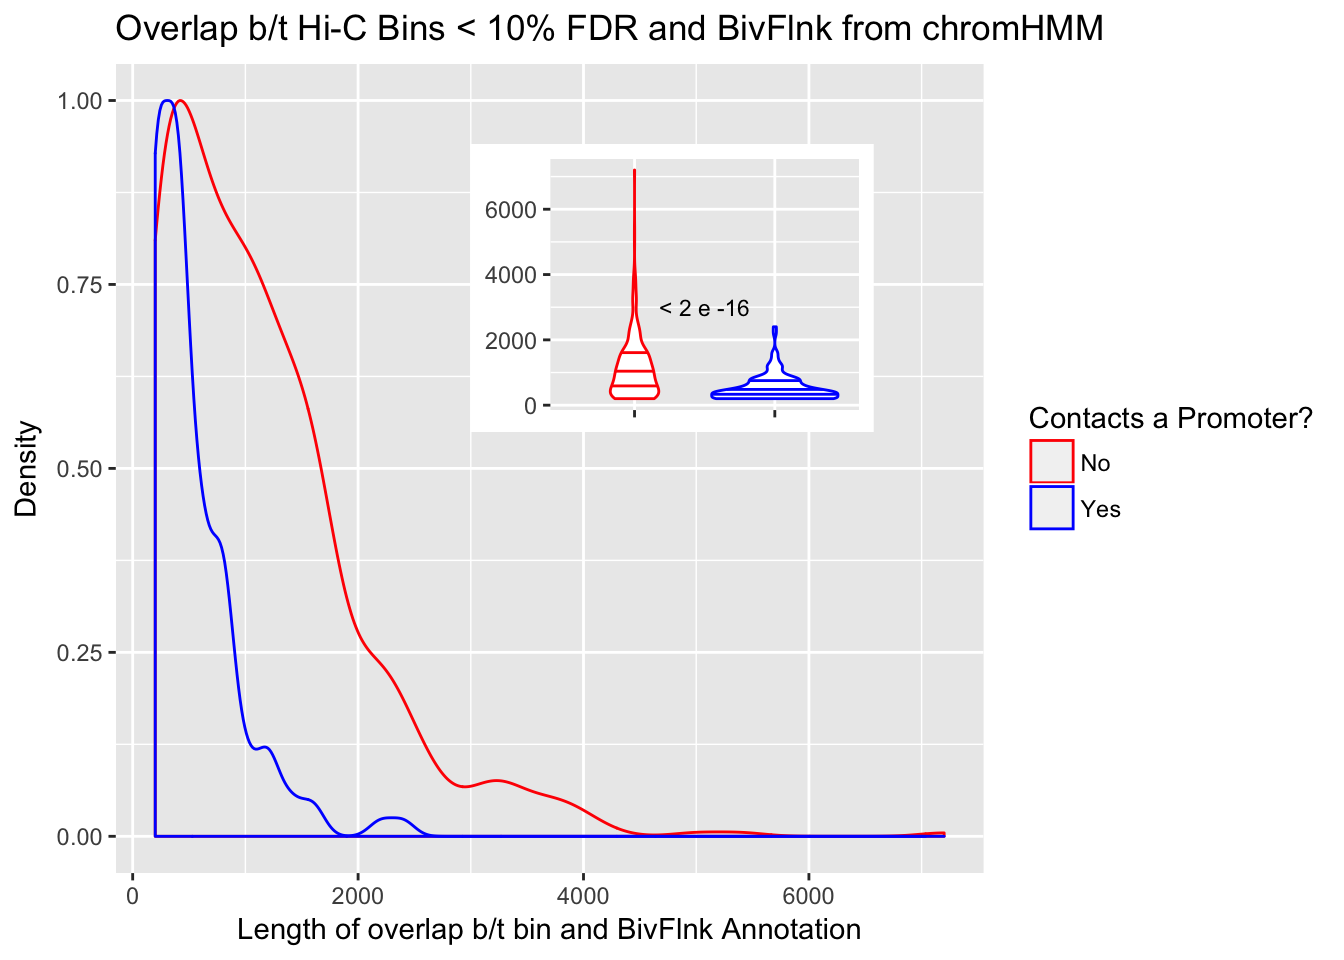 Overlap b/t Hi-C Bins < 10% FDR and BivFlnk from chromHMM
1.00
0.75
0.50
0.25
0.00
Density
0
2000
4000
6000
Length of overlap b/t bin and BivFlnk Annotation
6000
4000
2000
0
< 2 e -16
Contacts a Promoter?
No
Yes